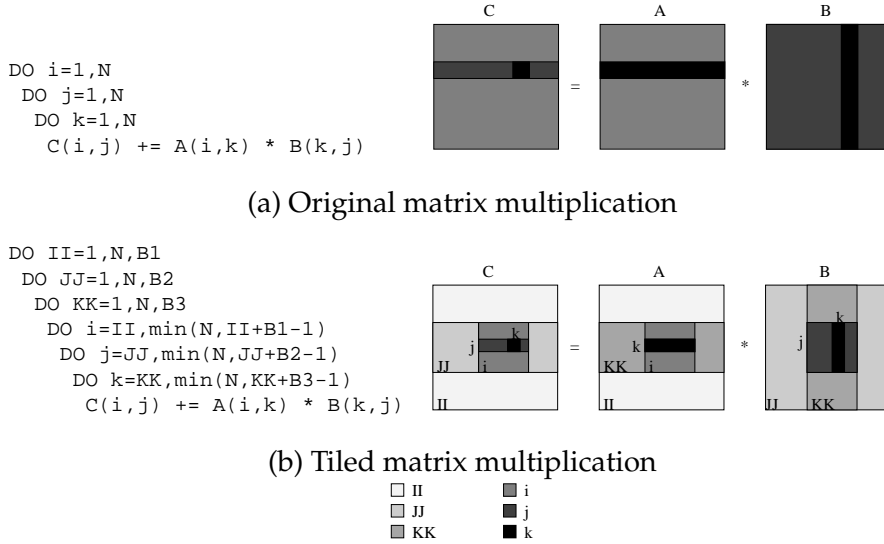 C A B
DO i=1,N
DO j=1,N
DO k=1,N
C(i,j) += A(i,k) * B(k,j)
= *
(a) Original matrix multiplication
DO II=1,N,B1
DO JJ=1,N,B2
DO KK=1,N,B3
DO i=II,min(N,II+B1-1)
DO j=JJ,min(N,JJ+B2-1)
DO k=KK,min(N,KK+B3-1)
C(i,j) += A(i,k) * B(k,j)
C A B
k k
j k j
= *
JJ i KK i
II II JJ KK
(b) Tiled matrix multiplication
II i
JJ j
KK k